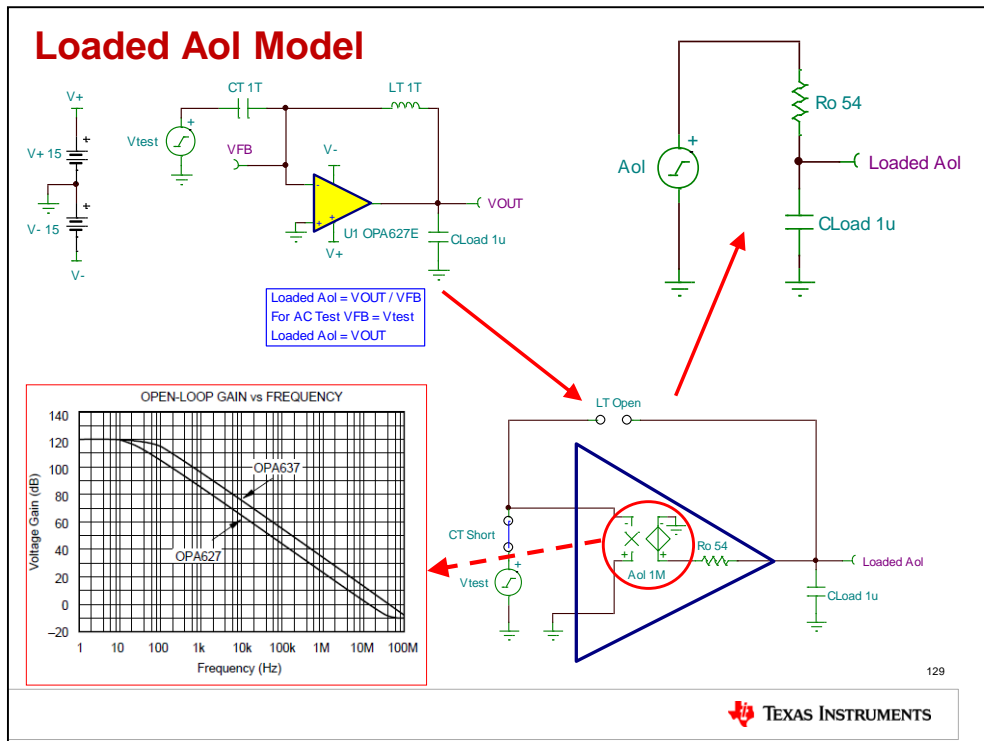 Loaded Aol Model
V+
V+ 15
V- 15
V-
CT 1T
LT 1T
Vtest
+
VFB
V-
-
+
+
U1 OPA627E
V+
VOUT
CLoad 1u
Loaded Aol = VOUT / VFB
For AC Test VFB = Vtest
Loaded Aol = VOUT
Aol
+
Ro 54
Loaded Aol
CLoad 1u
OPEN-LOOP GAIN vs FREQUENCY
Voltage Gain (dB)
140
120
100
80
60
40
20
0
–20
OPA637
OPA627
1 10 100 1k 10k 100k 1M 10M 100M
Frequency (Hz)
LT Open
CT Short
Vtest
+
- -
+ +
Aol 1M
Ro 54
Loaded Aol
CLoad 1u
129
TEXAS INSTRUMENTS